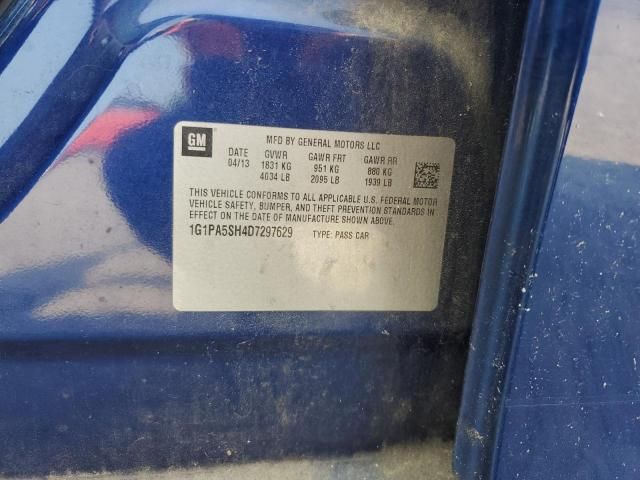 GM
MFD BY GENERAL MOTORS LLC
DATE GVWR GAWR FRT GAWR RR
04/13 1831 KG 951 KG 880 KG
4034 LB 2095 LB 1939 LB
THIS VEHICLE CONFORMS TO ALL APPLICABLE U.S. FEDERAL MOTOR
VEHICLE SAFETY, BUMPER, AND THEFT PREVENTION STANDARDS IN
EFFECT ON THE DATE OF MANUFACTURE SHOWN ABOVE.
1G1PA5SH4D7297629 TYPE: PASS CAR